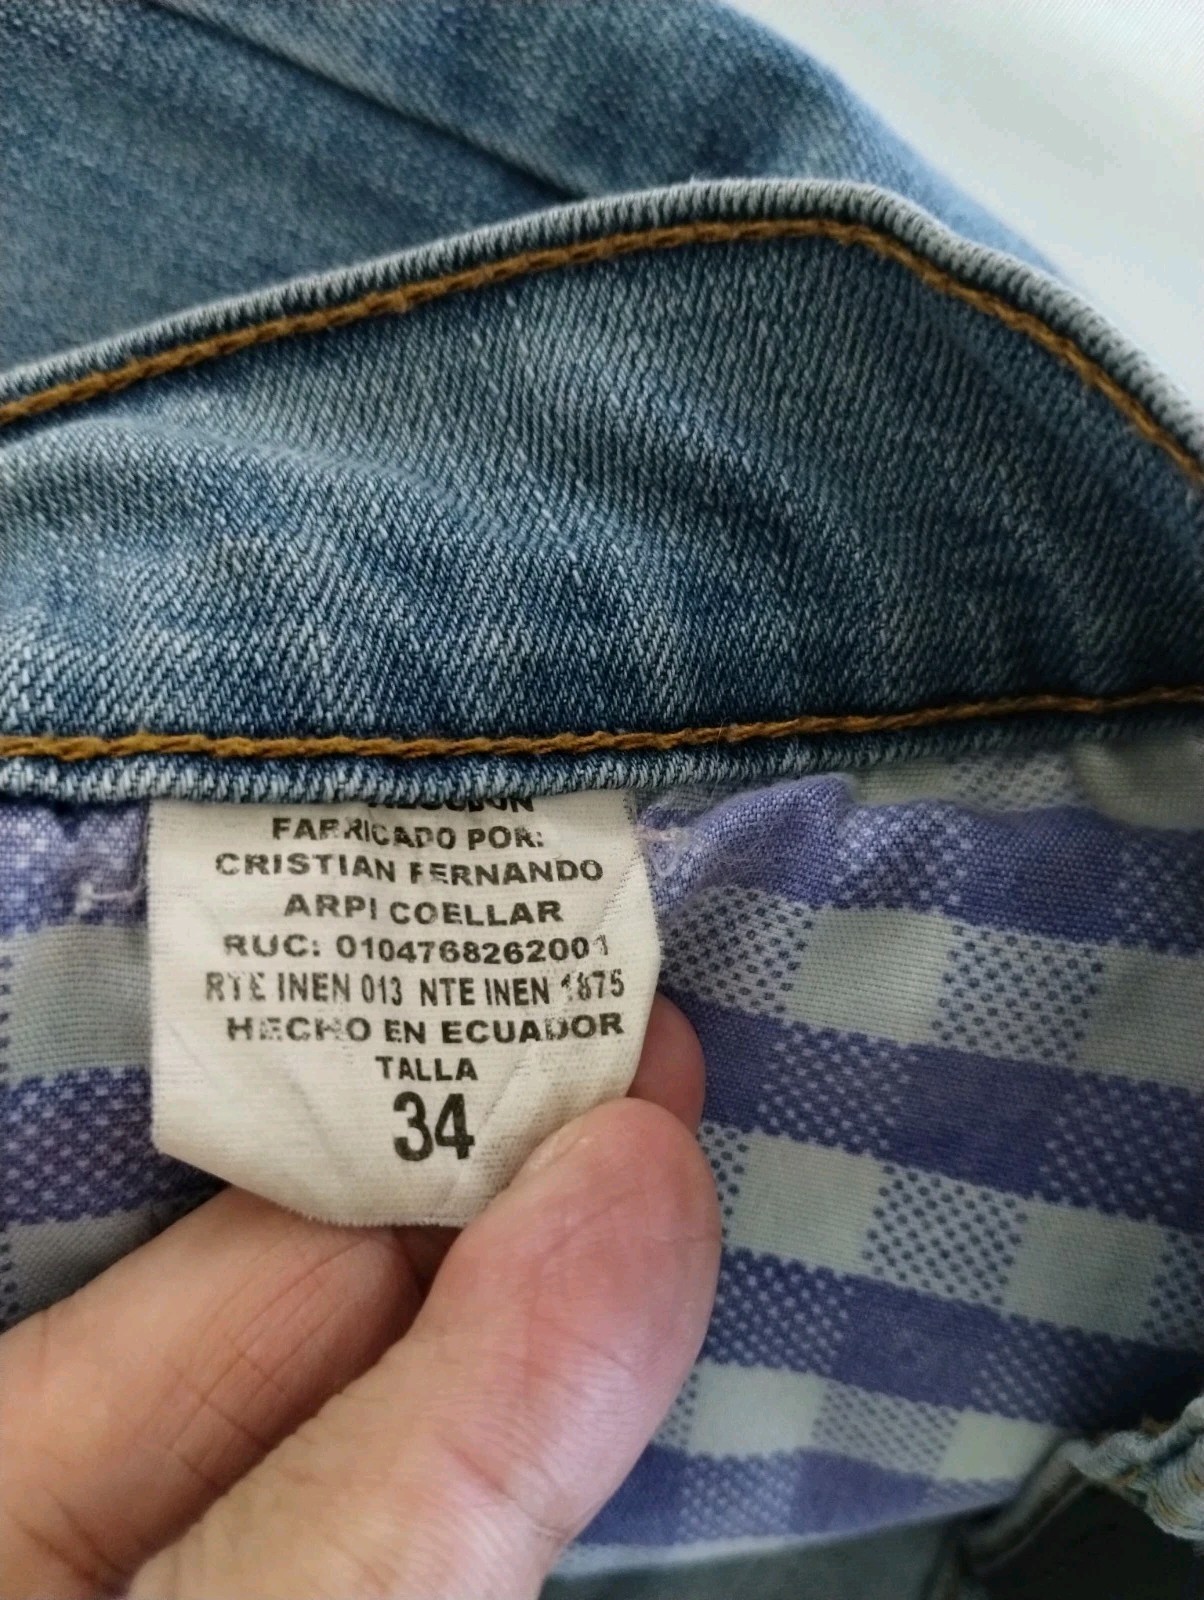 ALGODON
FABRICADO POR:
CRISTIAN FERNANDO
ARPI COELLAR
RUC: 0104768262001
RTE INEN 013 NTE INEN 1875
HECHO EN ECUADOR
TALLA
34